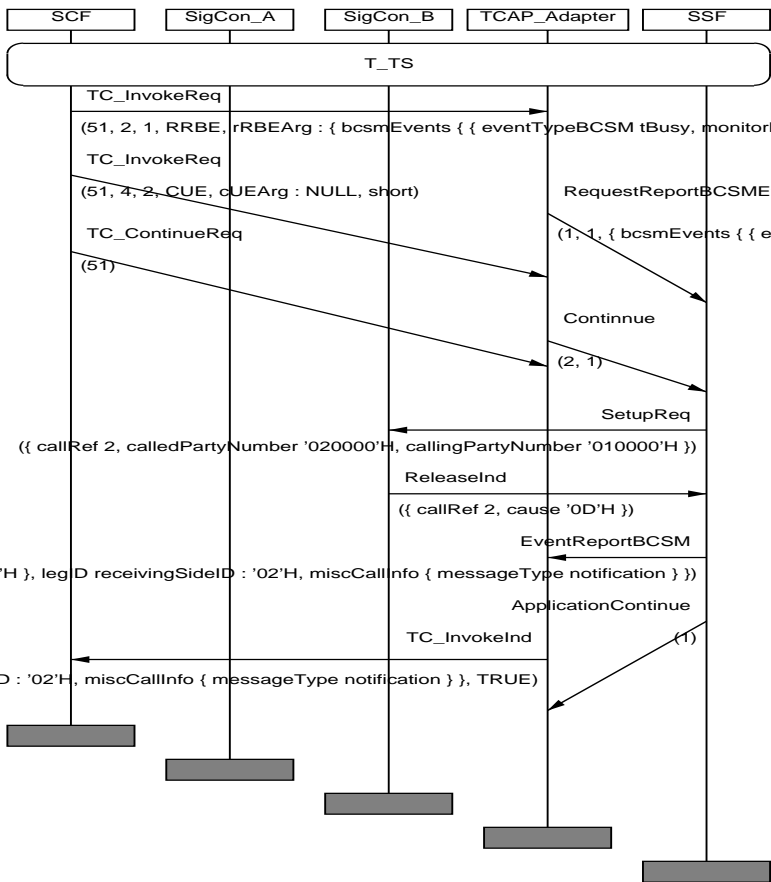 SCF SigCon_A SigCon_B TCAP_Adapter SSF
T_TS
TC_InvokeReq
(51, 2, 1, RRBE, rRBEArg : { bcsmEvents { { eventTypeBCSM tBusy, monitor
TC_InvokeReq
(51, 4, 2, CUE, cUEArg : NULL, short)
RequestReportBCSME
TC_ContinueReq
(1, 1, { bcsmEvents { { e
(51)
Continnue
(2, 1)
SetupReq
({ callRef 2, calledPartyNumber '020000'H, callingPartyNumber '010000'H })
ReleaseInd
({ callRef 2, cause '0D'H })
EventReportBCSM
'H }, legID receivingSideID : '02'H, miscCallInfo { messageType notification } })
ApplicationContinue
TC_InvokeInd
(1)
D : '02'H, miscCallInfo { messageType notification } }, TRUE)